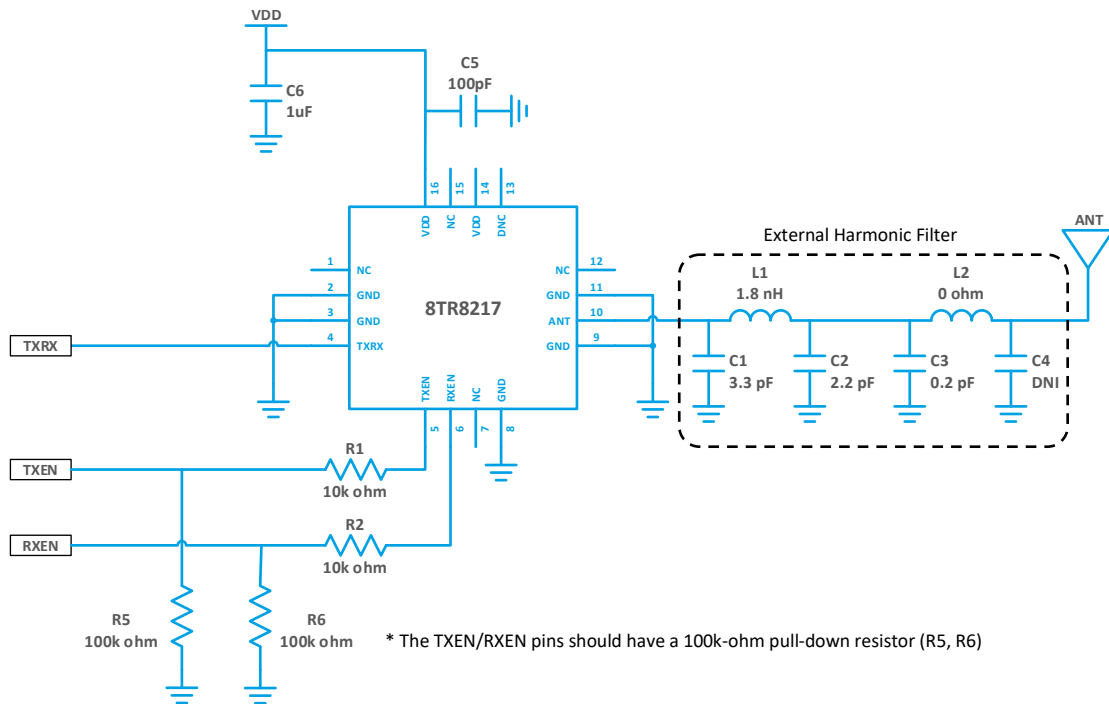 VDD
C5
100pF
C6
1uF
16
15
14
13
VDD
NC
VDD
DNC
ANT
External Harmonic Filter
1
NC
12
NC
L1
L2
1.8 nH
0 ohm
2
GND
11
GND
8TR8217
3
GND
10
ANT
TXRX
4
TXRX
9
GND
C1
C2
C3
C4
3.3 pF
2.2 pF
0.2 pF
DNI
TXEN
RXEN
NC
GND
5
6
7
8
R1
TXEN
10k ohm
R2
RXEN
10k ohm
R5
R6
100k ohm
100k ohm
* The TXEN/RXEN pins should have a 100k-ohm pull-down resistor (R5, R6)